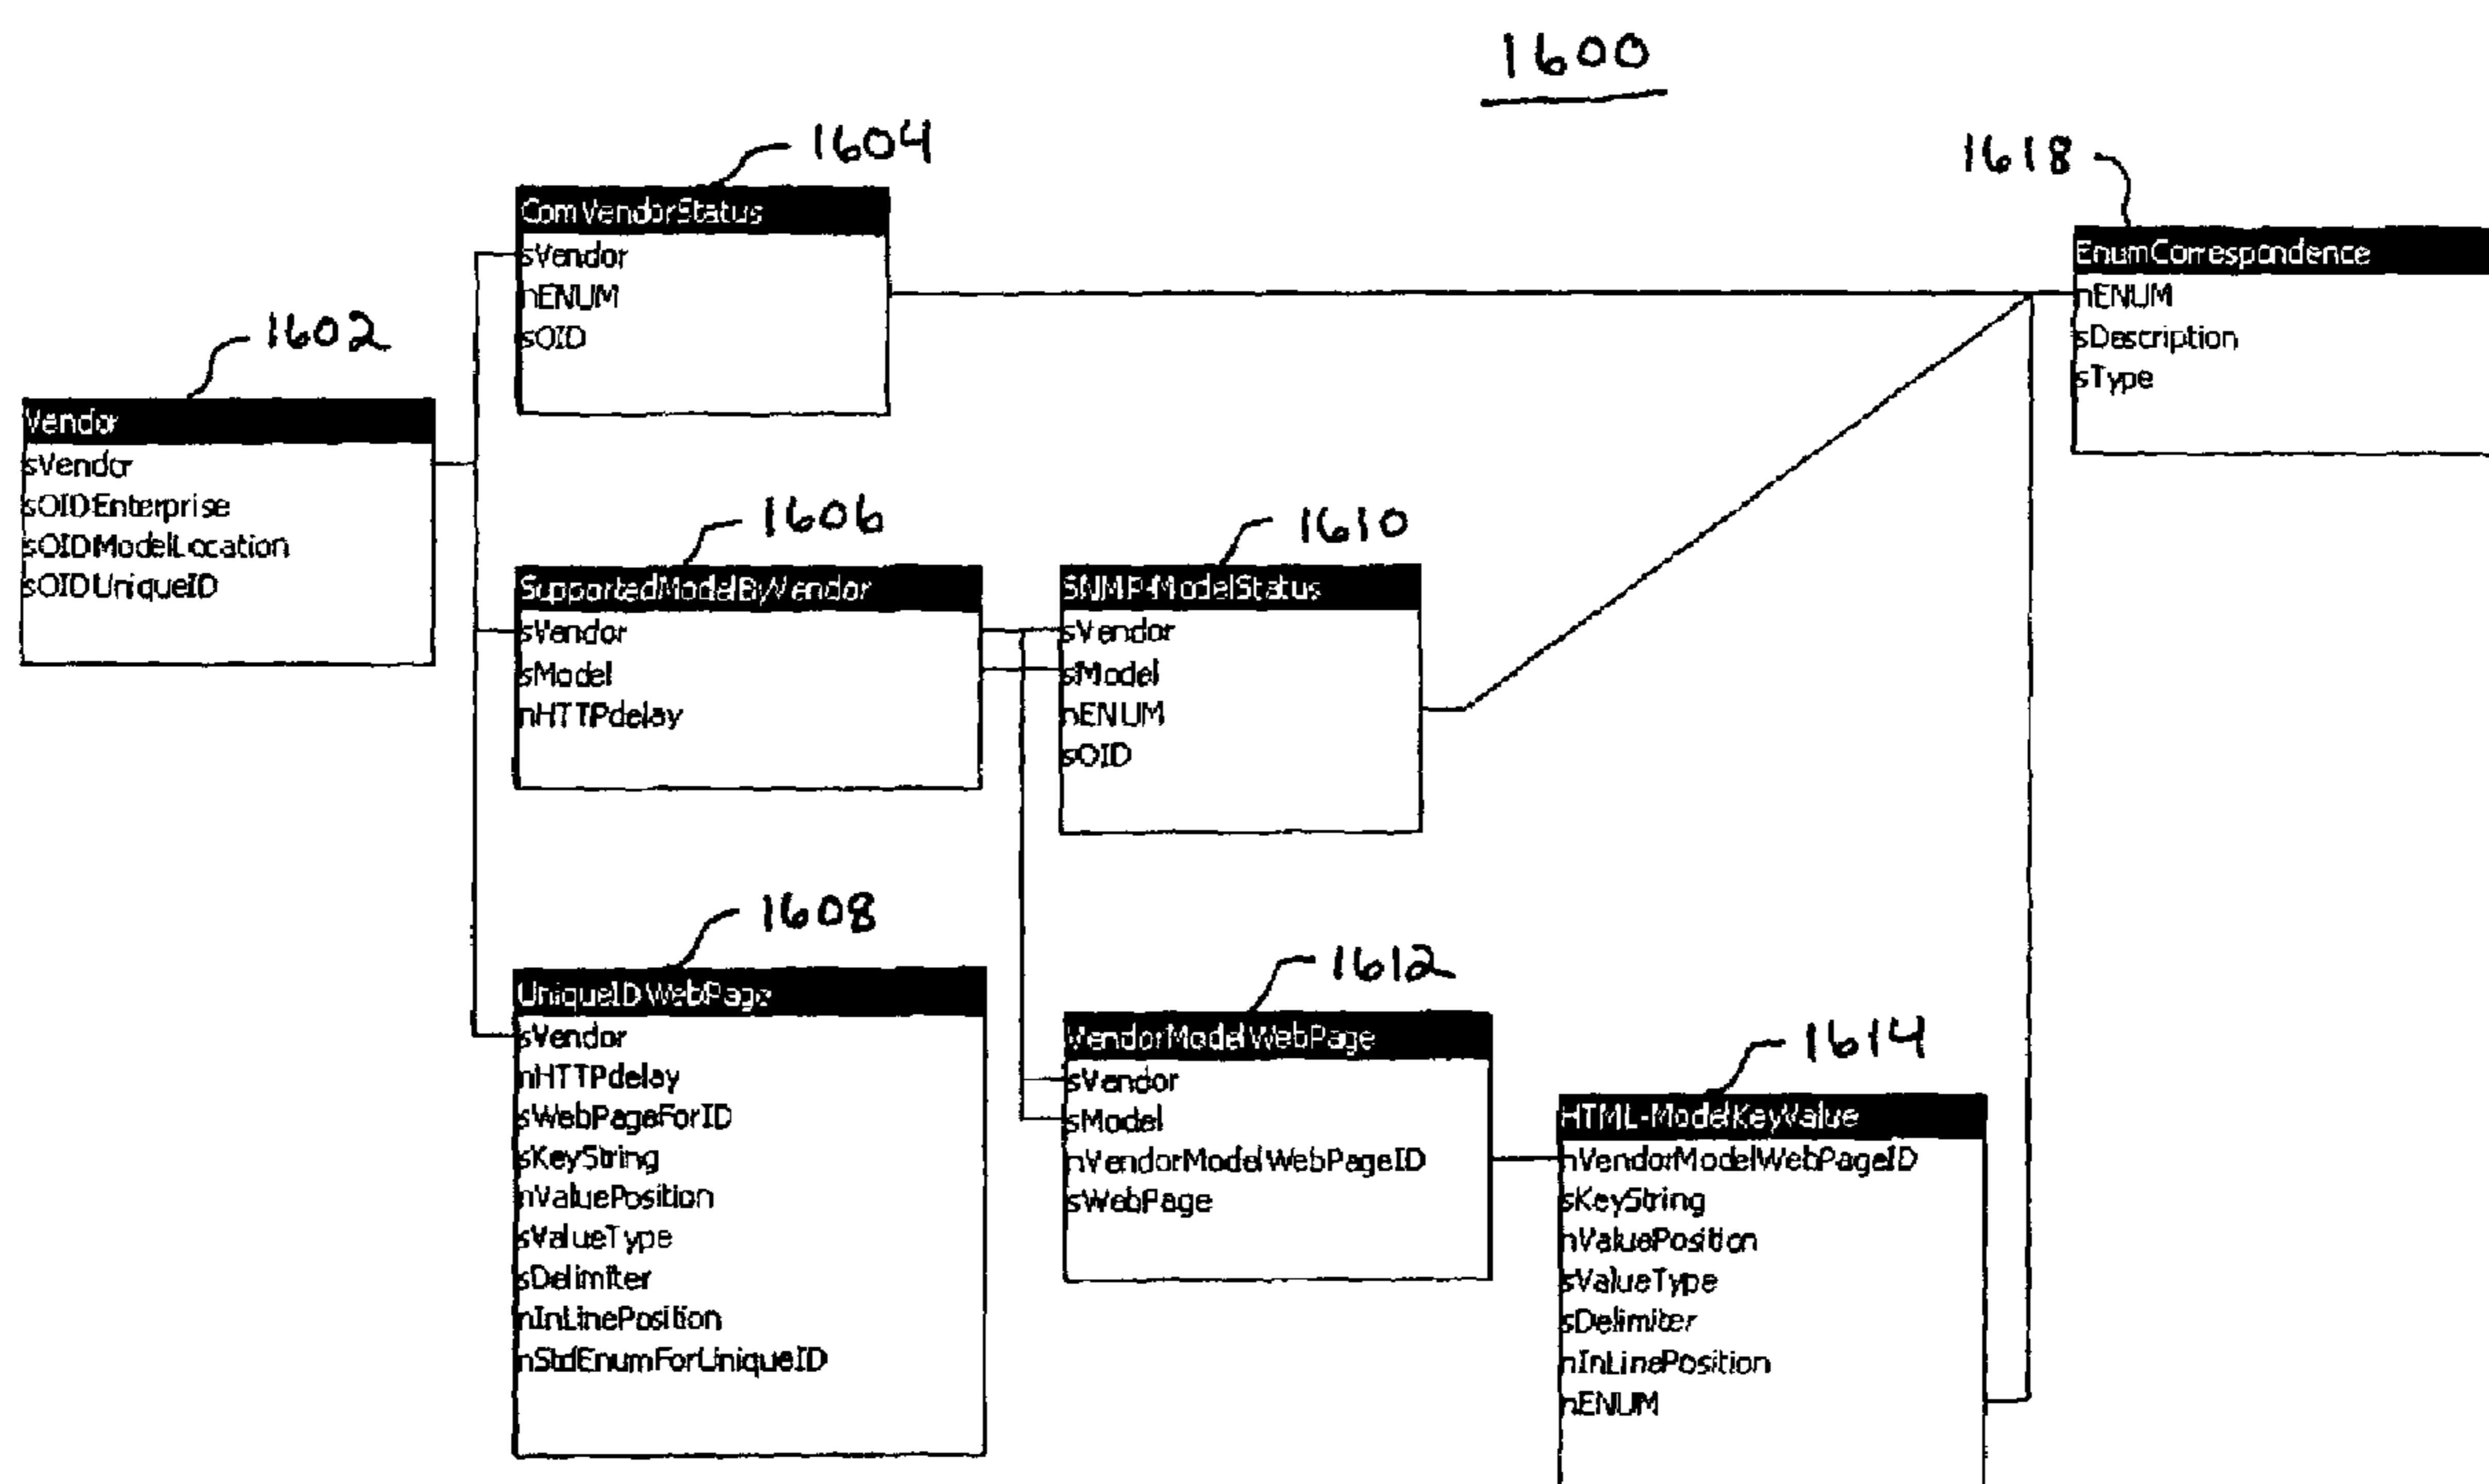 1600
1604
ComVendorStatus
sVendor
nENUM
sOID
1618
EnumCorrespondence
nENUM
sDescription
sType
1602
Vendor
sVendor
sOIDEnterprise
sOIDModelLocation
sOIDUniqueID
1606
SupportedModelByVendor
sVendor
sModel
nHTTPdelay
1610
SNMP-ModelStatus
sVendor
sModel
nENUM
sOID
1608
UniqueIDWebPage
sVendor
nHTTPdelay
sWebPageForID
sKeyString
nValuePosition
sValueType
sDelimiter
nInLinePosition
nStdEnumForUniqueID
1612
VendorModelWebPage
sVendor
sModel
nVendorModelWebPageID
sWebPage
1614
HTML-ModelKeyValue
nVendorModelWebPageID
sKeyString
nValuePosition
sValueType
sDelimiter
nInLinePosition
nENUM